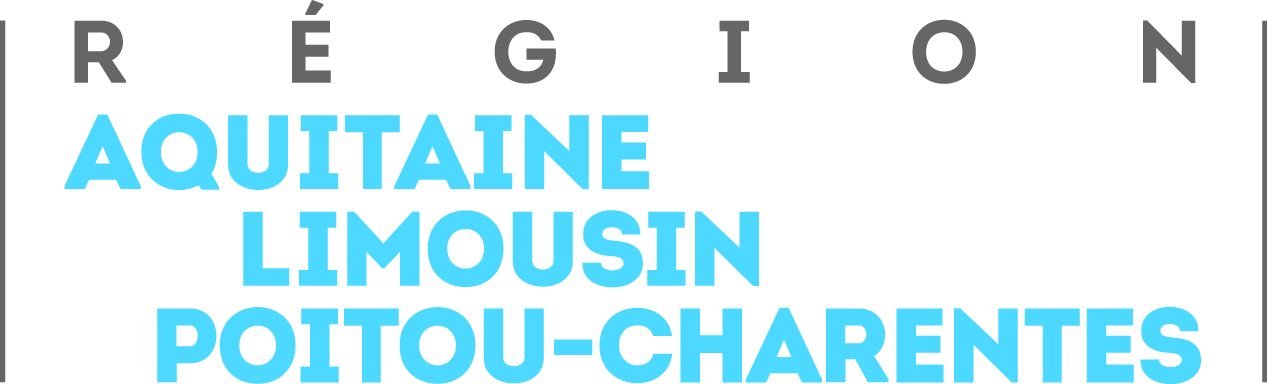 RÉGION
AQUITAINE
LIMOUSIN
POITOU-CHARENTES